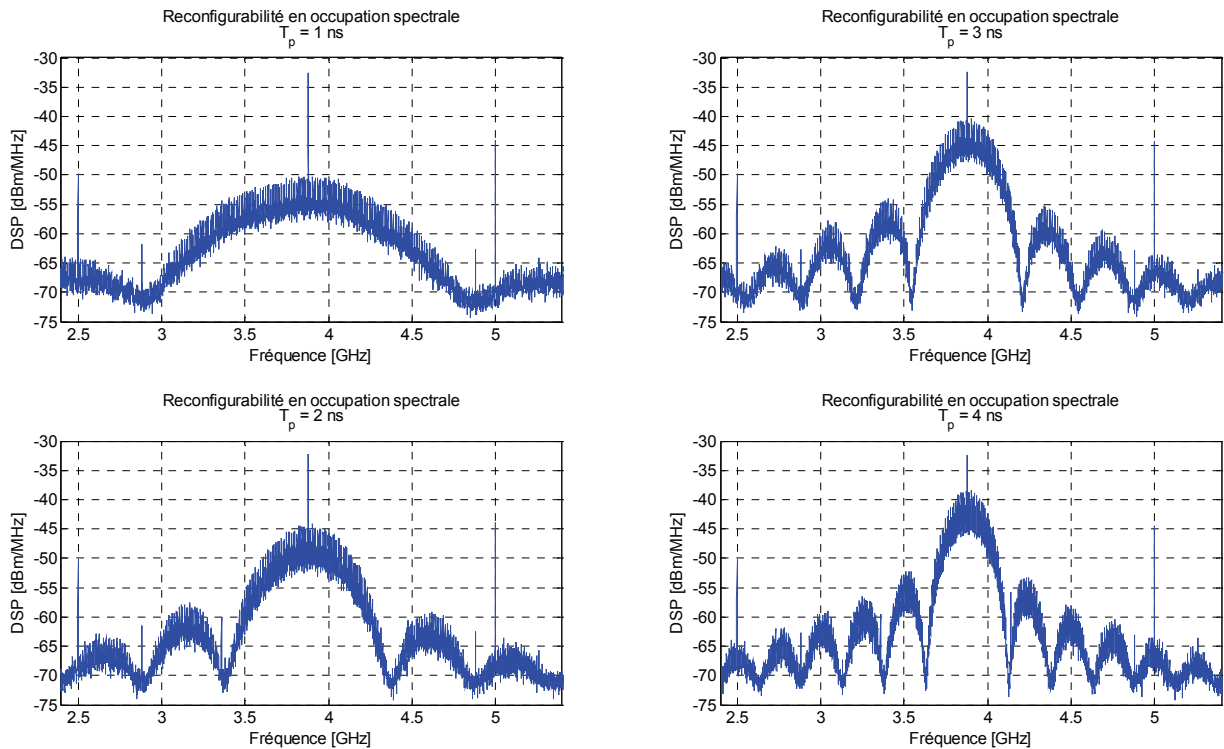 Reconfigurabilité en occupation spectrale
T_p = 1 ns
-30
-35
-40
-45
-50
-55
-60
-65
-70
-75
DSP [dBm/MHz]
2.5 3 3.5 4 4.5 5
Fréquence [GHz]
Reconfigurabilité en occupation spectrale
T_p = 3 ns
-30
-35
-40
-45
-50
-55
-60
-65
-70
-75
DSP [dBm/MHz]
2.5 3 3.5 4 4.5 5
Fréquence [GHz]
Reconfigurabilité en occupation spectrale
T_p = 2 ns
-30
-35
-40
-45
-50
-55
-60
-65
-70
-75
DSP [dBm/MHz]
2.5 3 3.5 4 4.5 5
Fréquence [GHz]
Reconfigurabilité en occupation spectrale
T_p = 4 ns
-30
-35
-40
-45
-50
-55
-60
-65
-70
-75
DSP [dBm/MHz]
2.5 3 3.5 4 4.5 5
Fréquence [GHz]